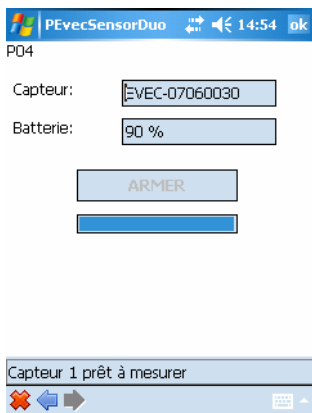 PEvecSensorDuo 14:54 ok
P04
Capteur: EVEC-07060030
Batterie: 90 %
ARMER
Capteur 1 prêt à mesurer